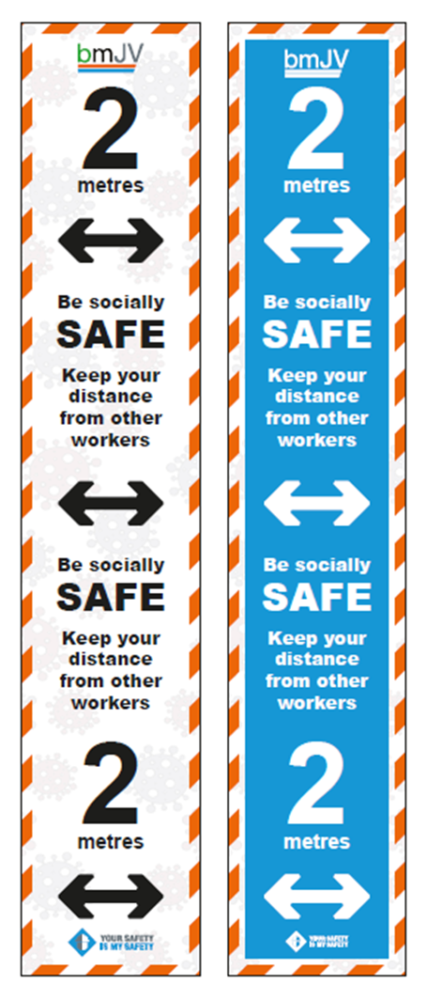 bmJV
2
metres
Be socially
SAFE
Keep your
distance
from other
workers
Be socially
SAFE
Keep your
distance
from other
workers
2
metres
YOUR SAFETY
IS MY SAFETY
bmJV
2
metres
Be socially
SAFE
Keep your
distance
from other
workers
Be socially
SAFE
Keep your
distance
from other
workers
2
metres
YOUR SAFETY
IS MY SAFETY